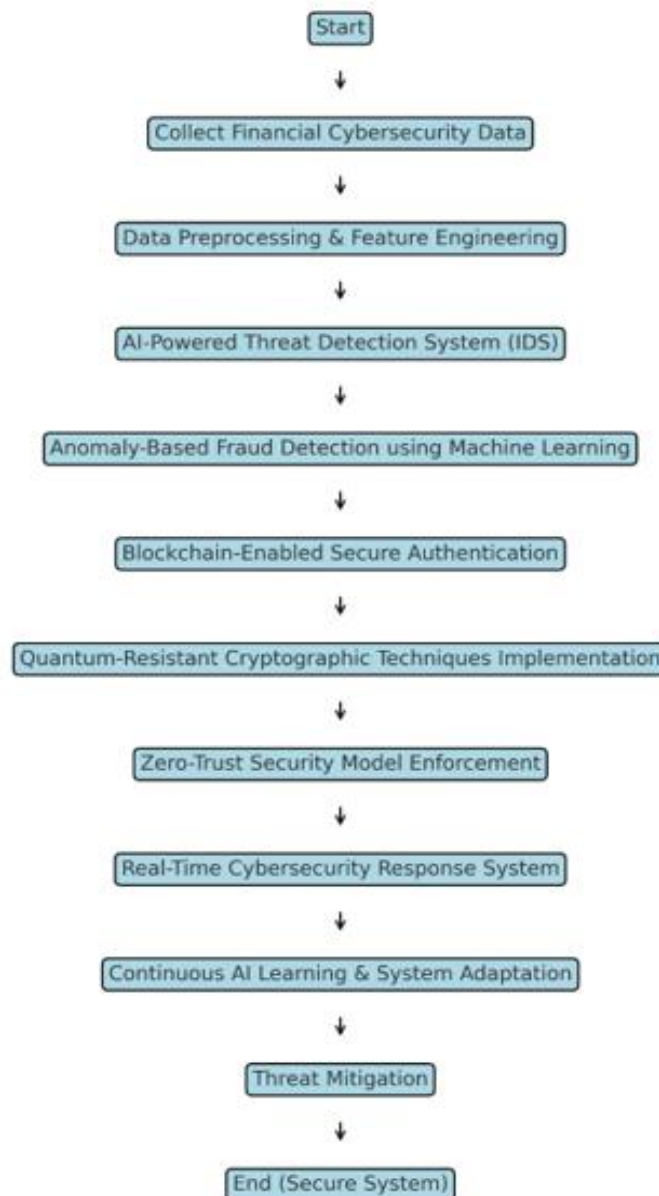 Start
Collect Financial Cybersecurity Data
Data Preprocessing & Feature Engineering
AI-Powered Threat Detection System (IDS)
Anomaly-Based Fraud Detection using Machine Learning
Blockchain-Enabled Secure Authentication
Quantum-Resistant Cryptographic Techniques Implementation
Zero-Trust Security Model Enforcement
Real-Time Cybersecurity Response System
Continuous AI Learning & System Adaptation
Threat Mitigation
End (Secure System)